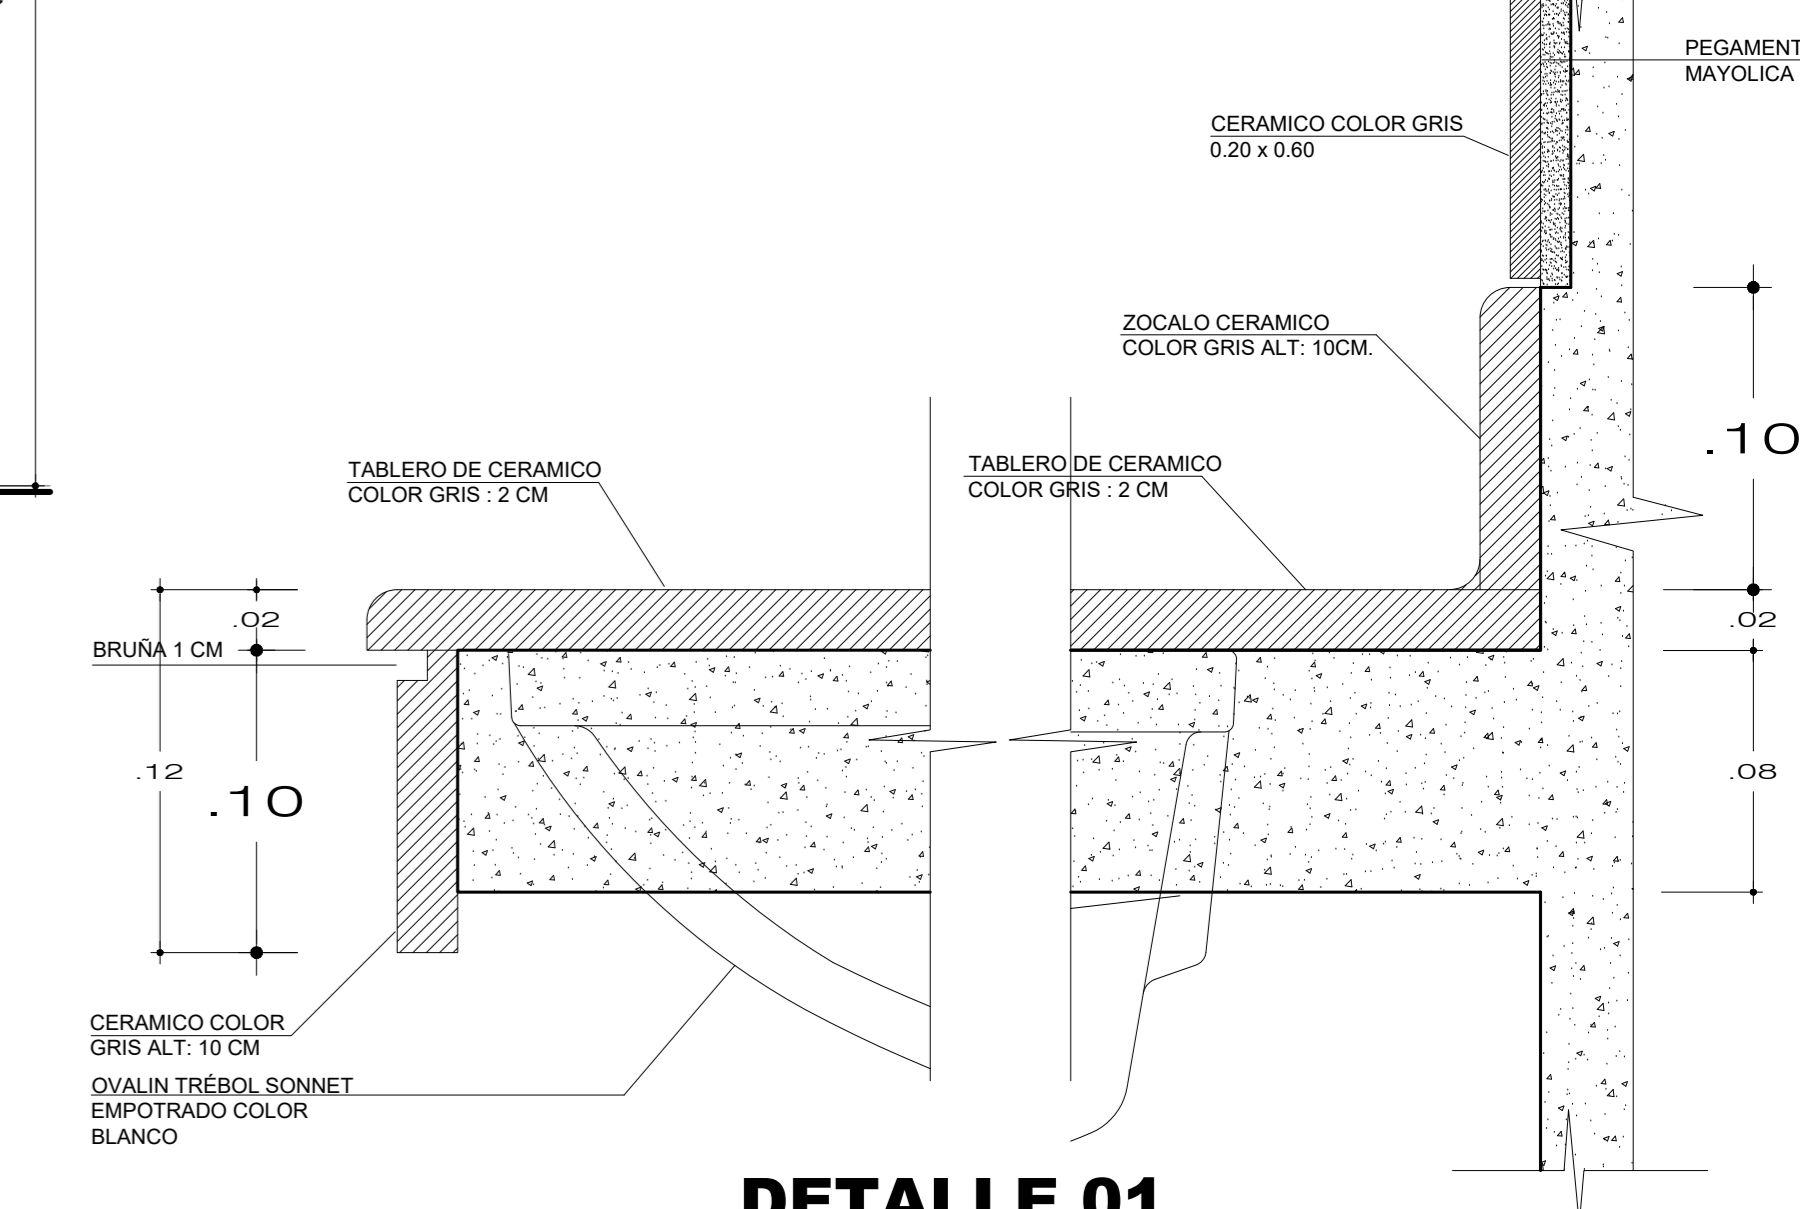 PEGAMENT
MAYOLICA
CERAMICO COLOR GRIS
0.20 x 0.60
ZOCALO CERAMICO
COLOR GRIS ALT: 10CM.
.10
TABLERO DE CERAMICO
COLOR GRIS : 2 CM
TABLERO DE CERAMICO
COLOR GRIS : 2 CM
.02
.02
BRUÑA 1 CM
.12
.10
.08
CERAMICO COLOR
GRIS ALT: 10 CM
OVALIN TRÉBOL SONNET
EMPOTRADO COLOR
BLANCO
DETALLE 01